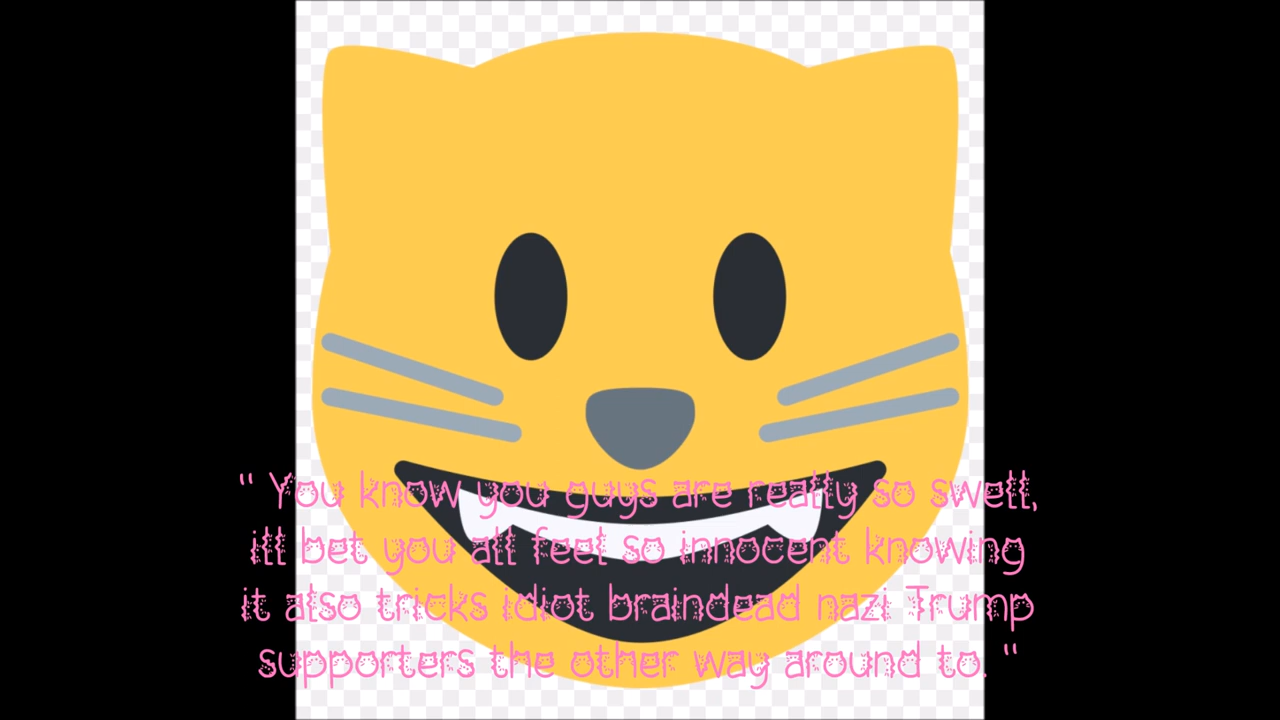 " You know you guys are really so swell,
ill bet you all feel so innocent knowing
it also tricks idiot braindead nazi Trump
supporters the other way around to. "